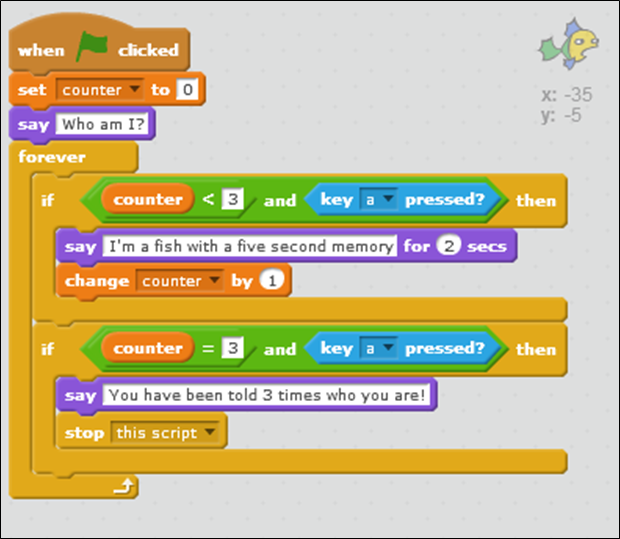 when clicked
set counter to 0
say Who am I?
forever
if counter < 3 and key a pressed? then
say I'm a fish with a five second memory for 2 secs
change counter by 1
if counter = 3 and key a pressed? then
say You have been told 3 times who you are!
stop this script
x: -35
y: -5